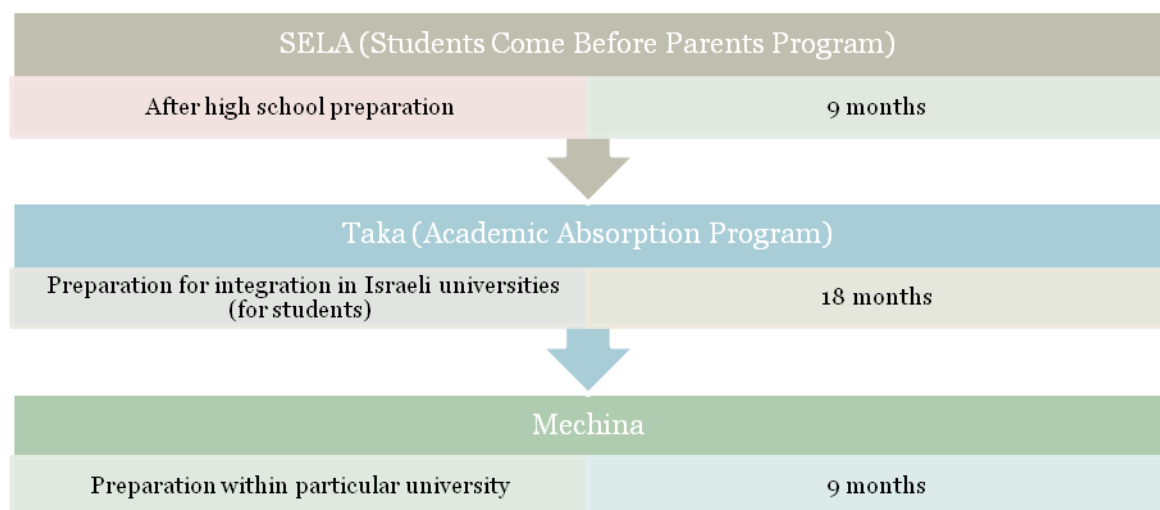 SELA (Students Come Before Parents Program)
After high school preparation
9 months
Taka (Academic Absorption Program)
Preparation for integration in Israeli universities
(for students)
18 months
Mechina
Preparation within particular university
9 months